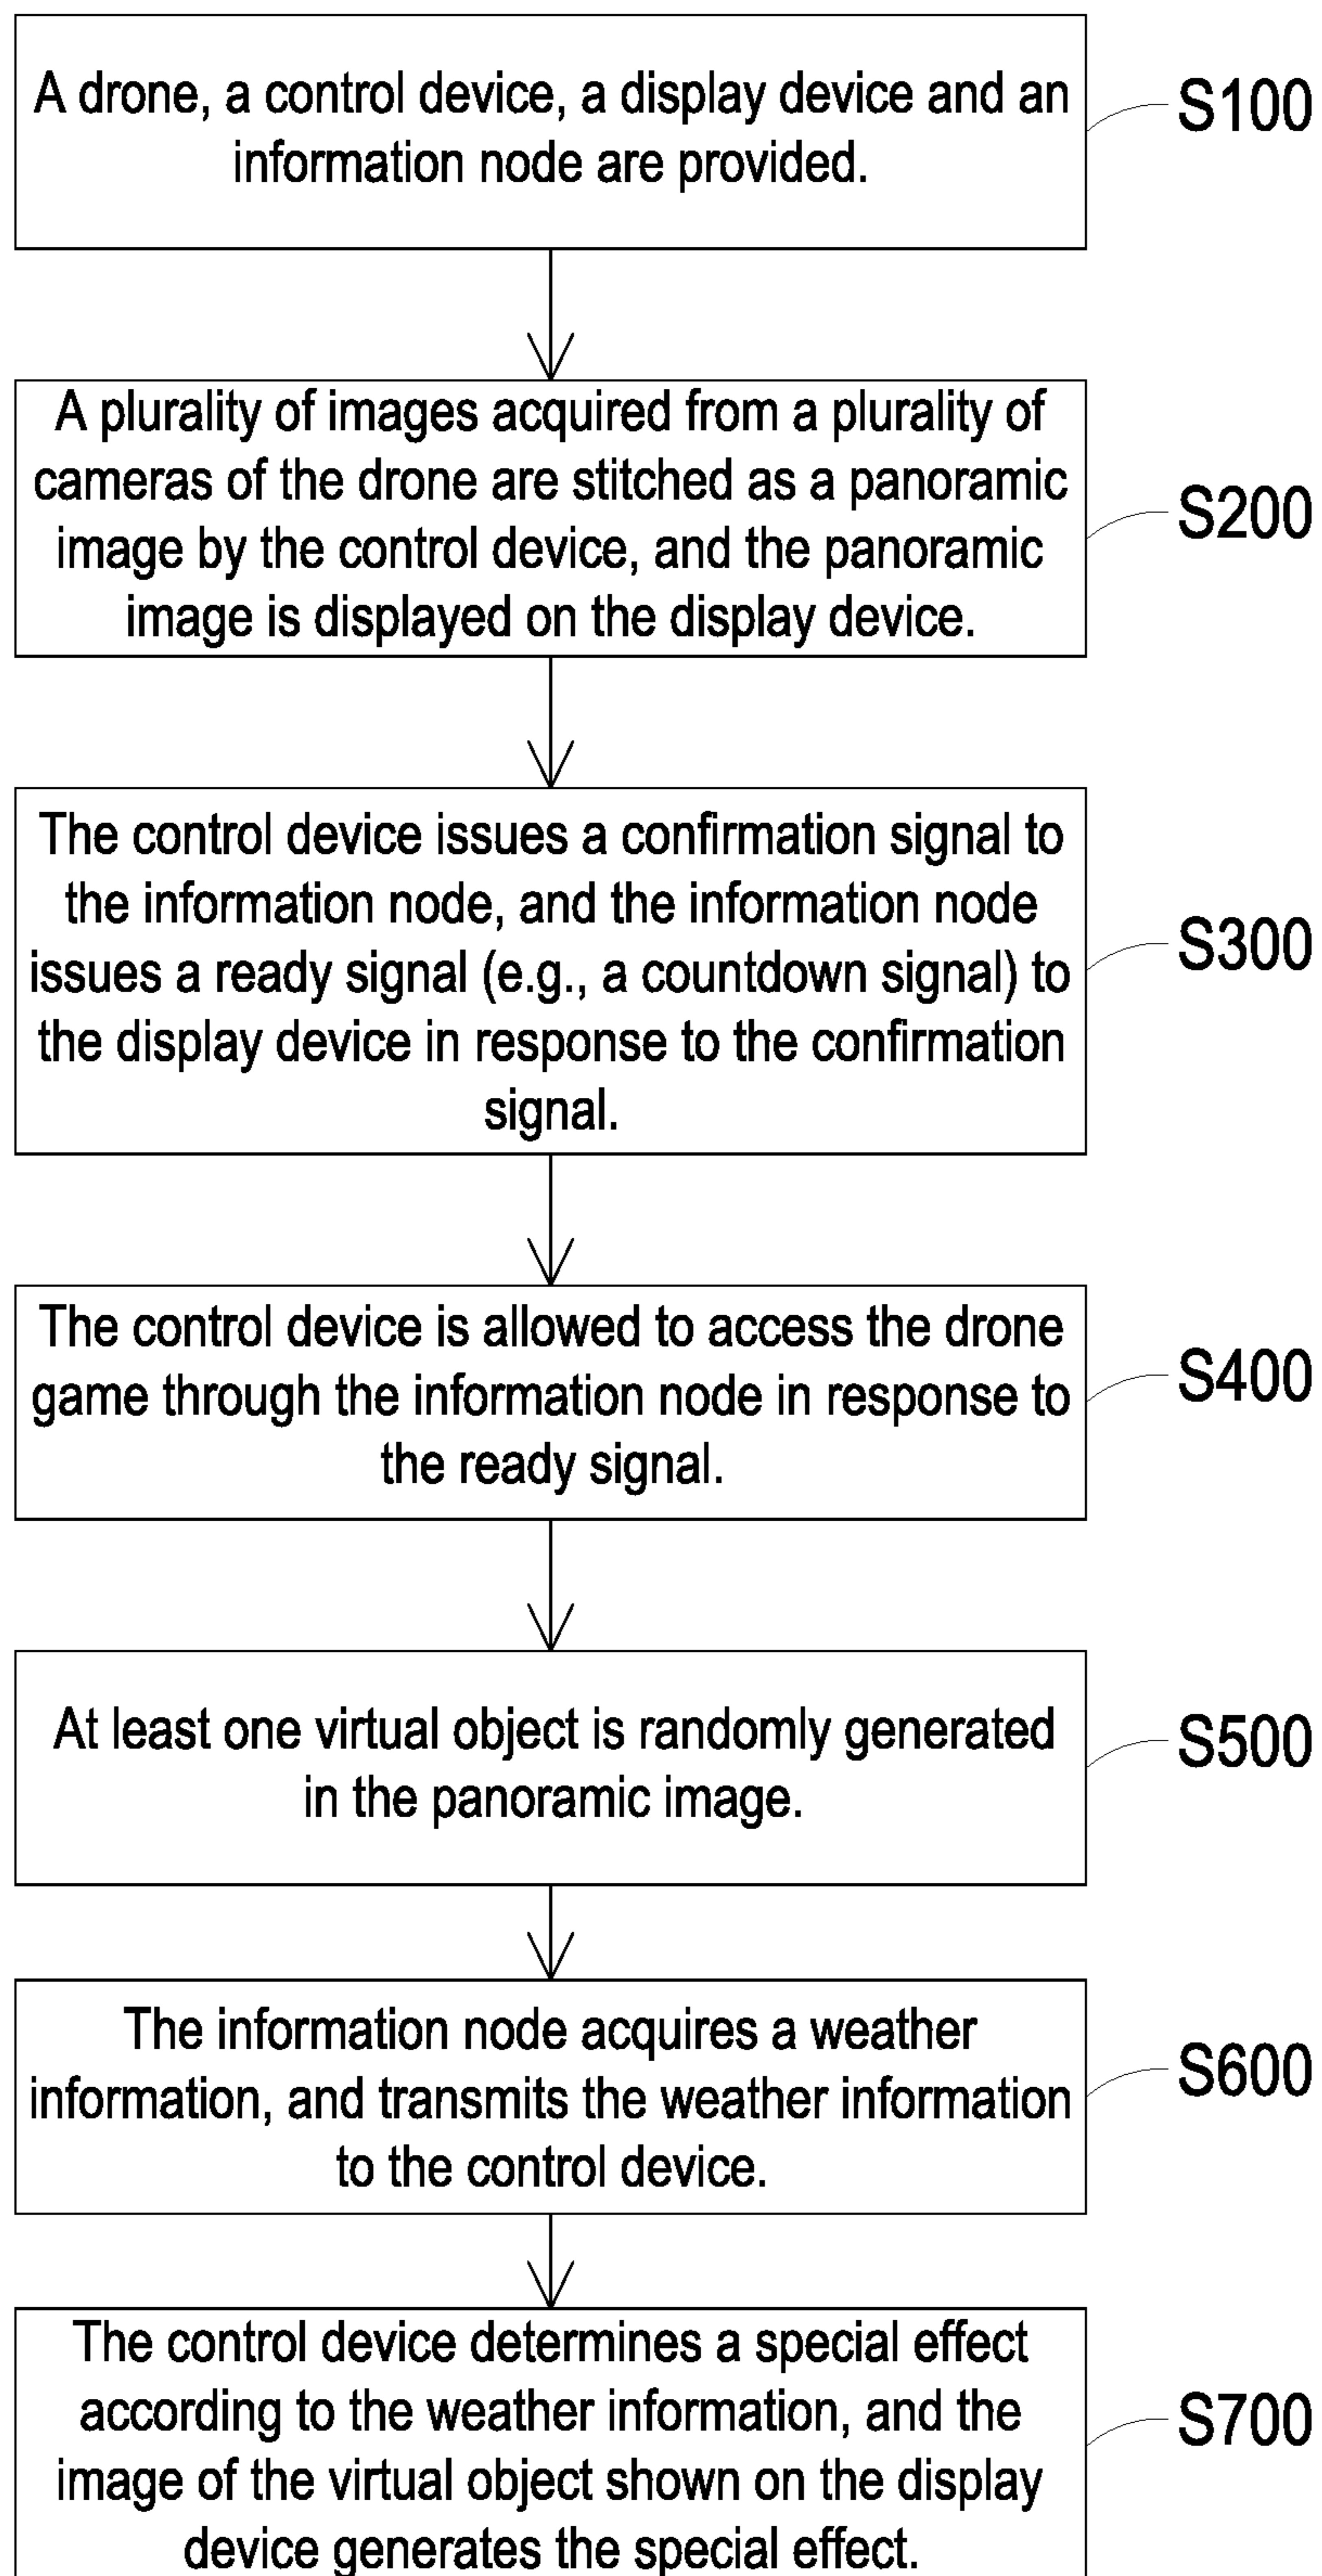 A drone, a control device, a display device and an
information node are provided.
S100
A plurality of images acquired from a plurality of
cameras of the drone are stitched as a panoramic
image by the control device, and the panoramic
image is displayed on the display device.
S200
The control device issues a confirmation signal to
the information node, and the information node
issues a ready signal (e.g., a countdown signal) to
the display device in response to the confirmation
signal.
S300
The control device is allowed to access the drone
game through the information node in response to
the ready signal.
S400
At least one virtual object is randomly generated
in the panoramic image.
S500
The information node acquires a weather
information, and transmits the weather information
to the control device.
S600
The control device determines a special effect
according to the weather information, and the
image of the virtual object shown on the display
device generates the special effect.
S700